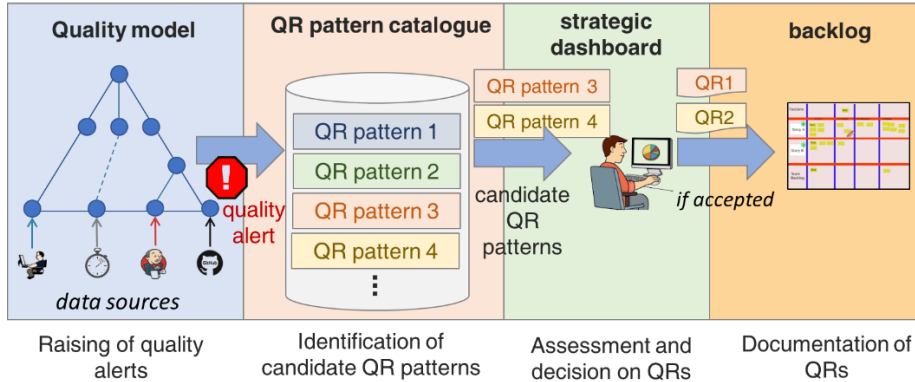 Quality model
QR pattern catalogue
strategic
dashboard
backlog
QR pattern 1
QR pattern 2
QR pattern 3
QR pattern 4
quality
alert
data sources
QR pattern 3
QR pattern 4
candidate
QR
patterns
QR1
QR2
if accepted
Raising of quality
alerts
Identification of
candidate QR patterns
Assessment and
decision on QRs
Documentation of
QRs